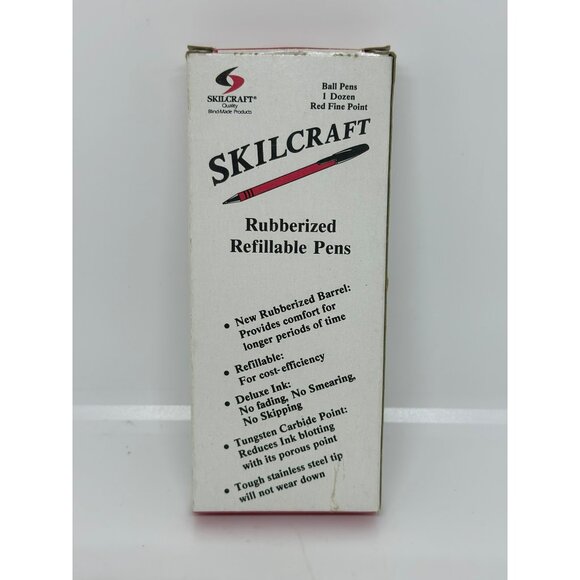 SKILCRAFT®
Quality
Blind-Made Products
Ball Pens
1 Dozen
Red Fine Point
SKILCRAFT
Rubberized
Refillable Pens
• New Rubberized Barrel:
Provides comfort for
longer periods of time
• Refillable:
For cost-efficiency
• Deluxe Ink:
No fading, No Smearing,
No Skipping
• Tungsten Carbide Point:
Reduces Ink blotting
with its porous point
• Tough stainless steel tip
will not wear down